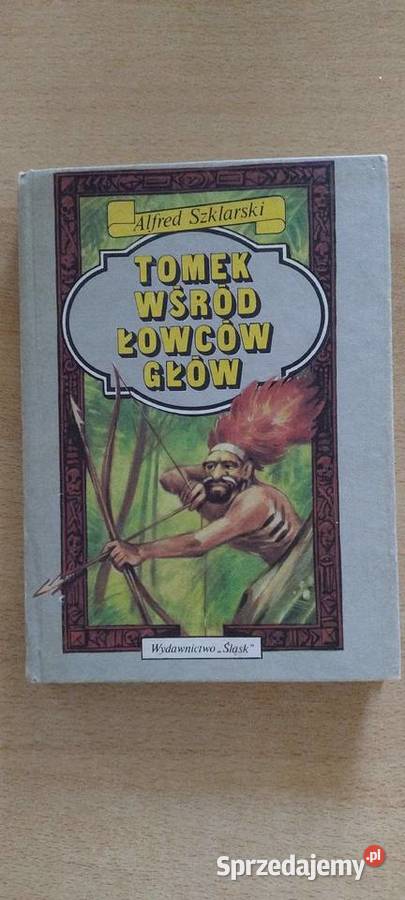 Alfred Szklarski
TOMEK
WŚRÓD
ŁOWCÓW
GŁÓW
Wydawnictwo „Śląsk”
Sprzedajemy.pl